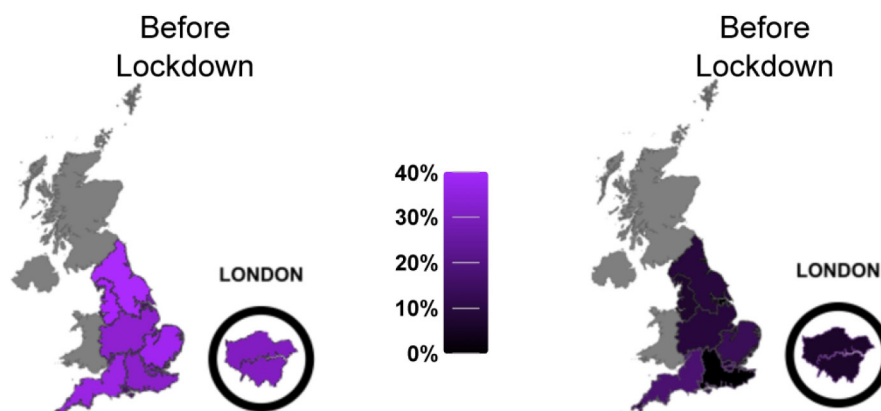 Before
Lockdown
Before
Lockdown
40%
30%
20%
10%
0%
LONDON
LONDON